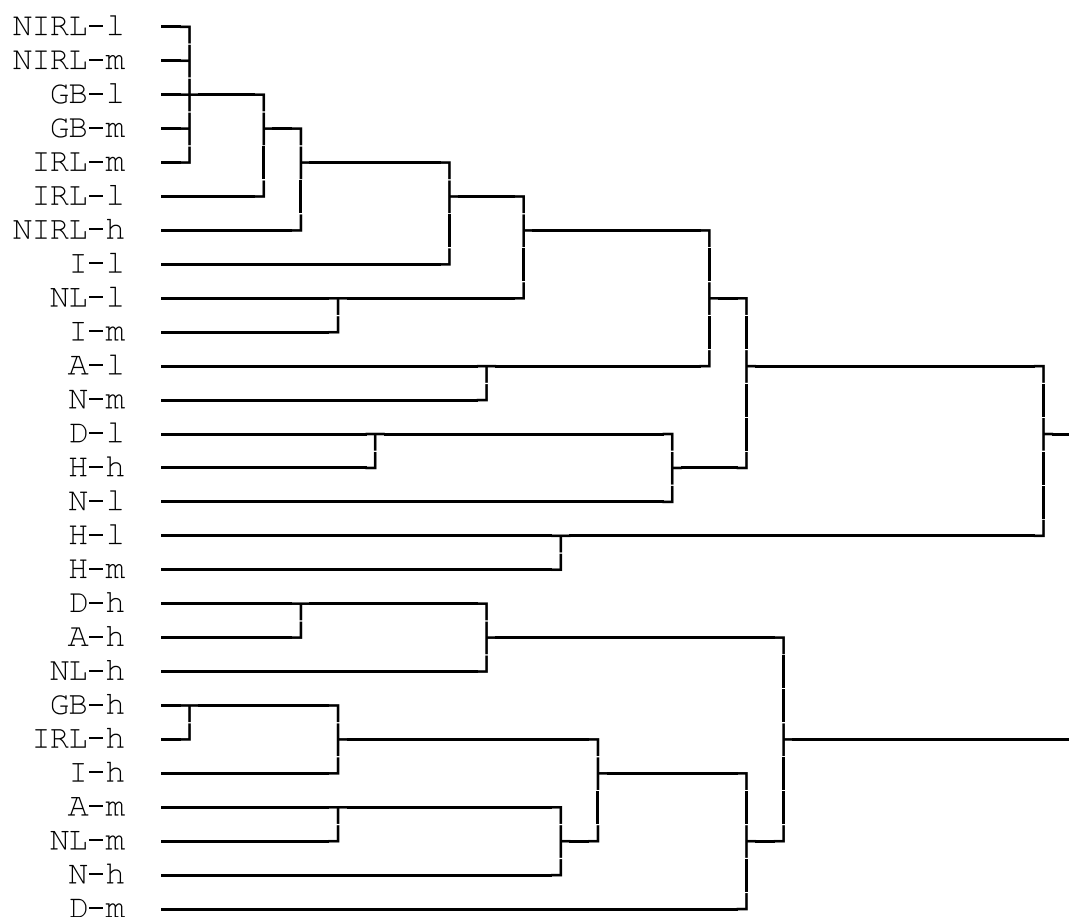 NIRL-l
NIRL-m
GB-l
GB-m
IRL-m
IRL-l
NIRL-h
I-l
NL-l
I-m
A-l
N-m
D-l
H-h
N-l
H-l
H-m
D-h
A-h
NL-h
GB-h
IRL-h
I-h
A-m
NL-m
N-h
D-m